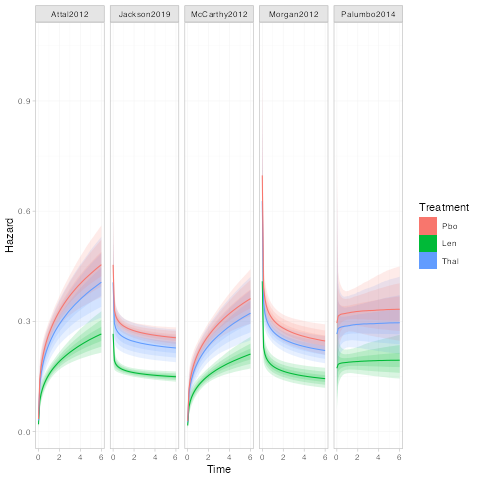 Attal2012 Jackson2019 McCarthy2012 Morgan2012 Palumbo2014
0.9
0.6
0.3
0.0
Hazard
0 2 4 6 0 2 4 6 0 2 4 6 0 2 4 6 0 2 4 6
Time
Treatment
Pbo
Len
Thal